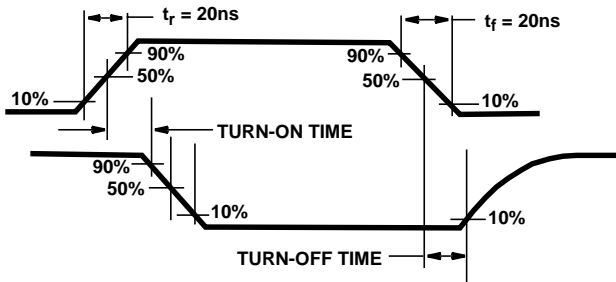 tr = 20ns
tf = 20ns
90%
90%
50%
50%
10%
10%
TURN-ON TIME
90%
50%
10%
10%
TURN-OFF TIME